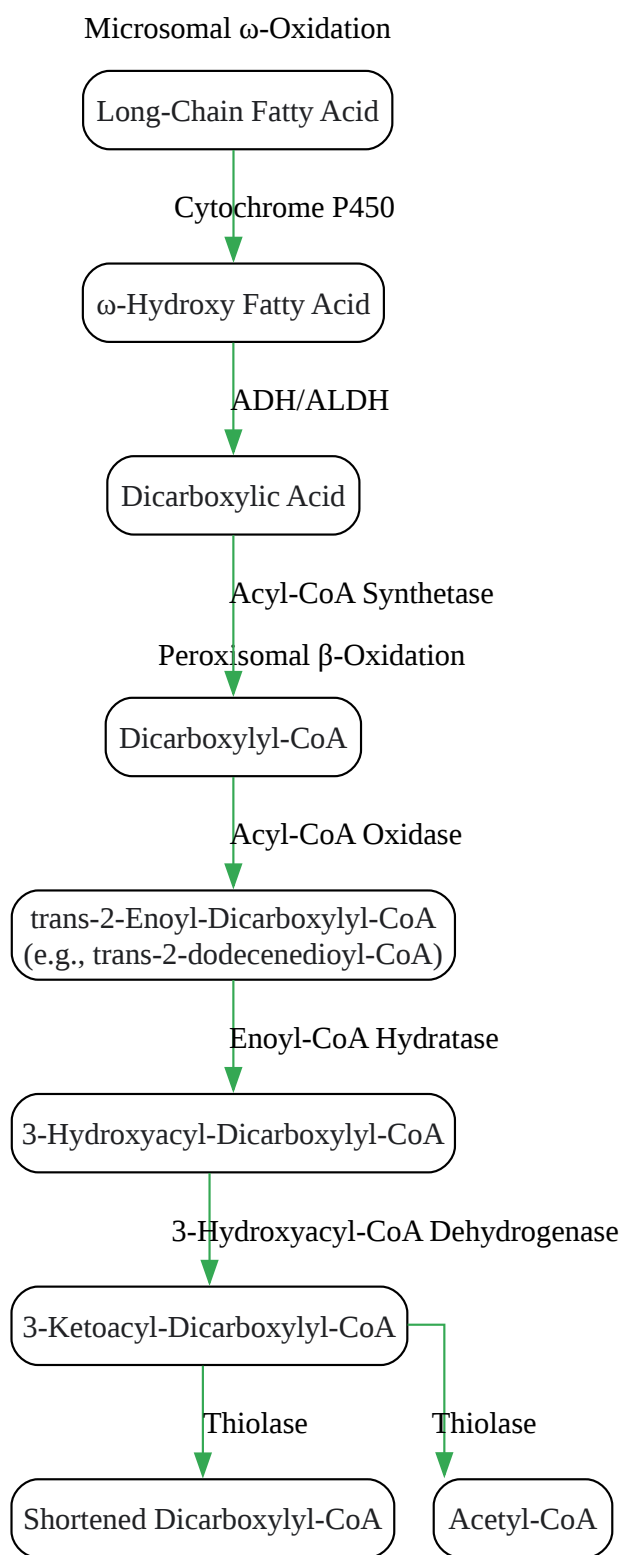 Microsomal ω-Oxidation
Long-Chain Fatty Acid
Cytochrome P450
ω-Hydroxy Fatty Acid
ADH/ALDH
Dicarboxylic Acid
Acyl-CoA Synthetase
Peroxisomal β-Oxidation
Dicarboxylyl-CoA
Acyl-CoA Oxidase
trans-2-Enoyl-Dicarboxylyl-CoA
(e.g., trans-2-dodecenedioyl-CoA)
Enoyl-CoA Hydratase
3-Hydroxyacyl-Dicarboxylyl-CoA
3-Hydroxyacyl-CoA Dehydrogenase
3-Ketoacyl-Dicarboxylyl-CoA
Thiolase
Thiolase
Shortened Dicarboxylyl-CoA
Acetyl-CoA